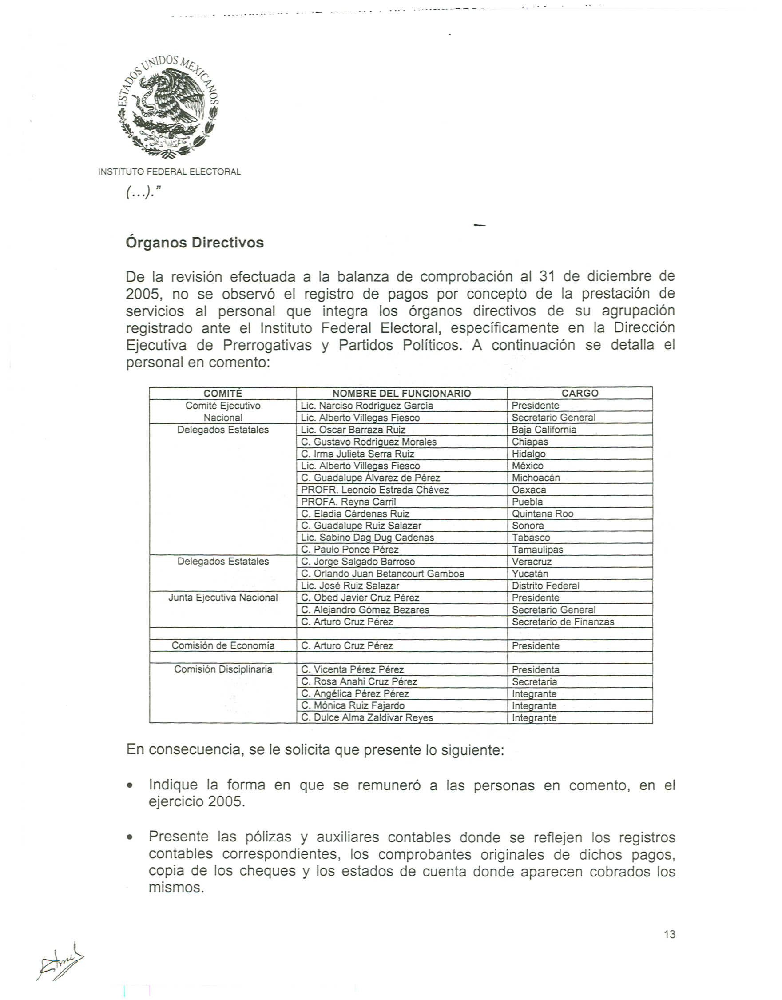 ESTADOS UNIDOS MEXICANOS
INSTITUTO FEDERAL ELECTORAL
(...)."
Órganos Directivos
De la revisión efectuada a la balanza de comprobación al 31 de diciembre de
2005, no se observó el registro de pagos por concepto de la prestación de
servicios al personal que integra los órganos directivos de su agrupación
registrado ante el Instituto Federal Electoral, específicamente en la Dirección
Ejecutiva de Prerrogativas y Partidos Políticos. A continuación se detalla el
personal en comento:
COMITÉ NOMBRE DEL FUNCIONARIO CARGO
Comité Ejecutivo Lic. Narciso Rodríguez García Presidente
Nacional Lic. Alberto Villegas Fiesco Secretario General
Delegados Estatales Lic. Oscar Barraza Ruiz Baja California
C. Gustavo Rodríguez Morales Chiapas
C. Irma Julieta Serra Ruiz Hidalgo
Lic. Alberto Villegas Fiesco México
C. Guadalupe Álvarez de Pérez Michoacán
PROFR. Leoncio Estrada Chávez Oaxaca
PROFA. Reyna Carril Puebla
C. Eladia Cárdenas Ruiz Quintana Roo
C. Guadalupe Ruiz Salazar Sonora
Lic. Sabino Dag Dug Cadenas Tabasco
C. Paulo Ponce Pérez Tamaulipas
Delegados Estatales C. Jorge Salgado Barroso Veracruz
C. Orlando Juan Betancourt Gamboa Yucatán
Lic. José Ruiz Salazar Distrito Federal
Junta Ejecutiva Nacional C. Obed Javier Cruz Pérez Presidente
C. Alejandro Gómez Bezares Secretario General
C. Arturo Cruz Pérez Secretario de Finanzas
Comisión de Economía C. Arturo Cruz Pérez Presidente
Comisión Disciplinaria C. Vicenta Pérez Pérez Presidenta
C. Rosa Anahi Cruz Pérez Secretaria
C. Angélica Pérez Pérez Integrante
C. Mónica Ruiz Fajardo Integrante
C. Dulce Alma Zaldivar Reyes Integrante
En consecuencia, se le solicita que presente lo siguiente:
• Indique la forma en que se remuneró a las personas en comento, en el
ejercicio 2005.
• Presente las pólizas y auxiliares contables donde se reflejen los registros
contables correspondientes, los comprobantes originales de dichos pagos,
copia de los cheques y los estados de cuenta donde aparecen cobrados los
mismos.
13